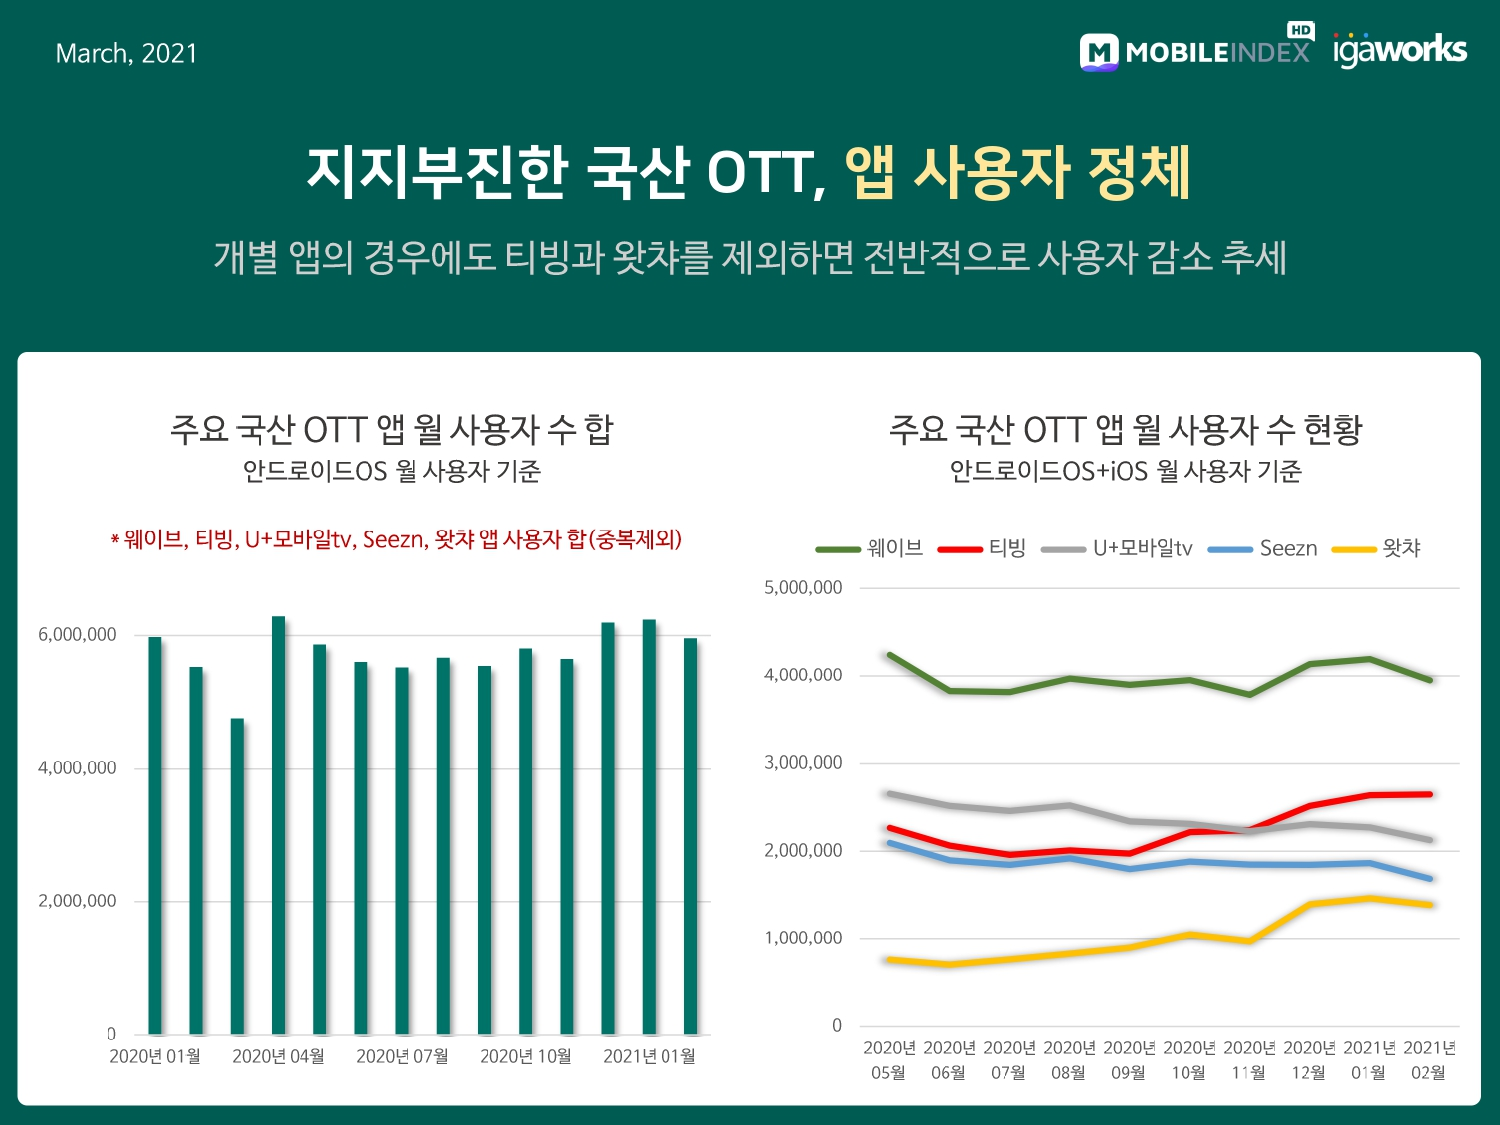 March, 2021
MOBILEINDEX HD
igaworks
지지부진한 국산 OTT, 앱 사용자 정체
개별 앱의 경우에도 티빙과 왓챠를 제외하면 전반적으로 사용자 감소 추세
주요 국산 OTT 앱 월 사용자 수 합
안드로이드OS 월 사용자 기준
* 웨이브, 티빙, U+모바일tv, Seezn, 왓챠 앱 사용자 합(중복제외)
6,000,000
4,000,000
2,000,000
0
2020년 01월 2020년 04월 2020년 07월 2020년 10월 2021년 01월
주요 국산 OTT 앱 월 사용자 수 현황
안드로이드OS+iOS 월 사용자 기준
웨이브 티빙 U+모바일tv Seezn 왓챠
5,000,000
4,000,000
3,000,000
2,000,000
1,000,000
0
2020년 2020년 2020년 2020년 2020년 2020년 2020년 2020년 2021년 2021년
05월 06월 07월 08월 09월 10월 11월 12월 01월 02월